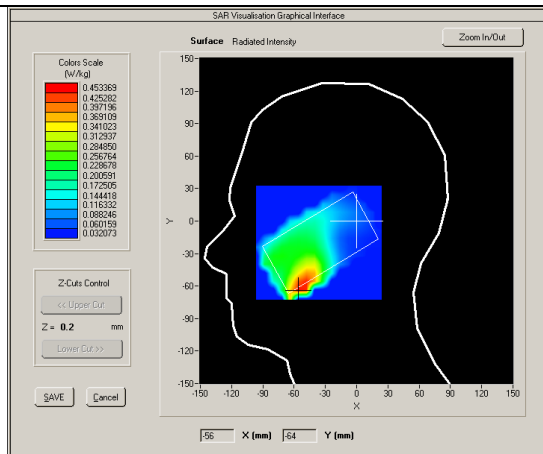 SAR Visualisation Graphical Interface
Surface Radiated Intensity
Zoom In/Out
Colors Scale
(W/kg)
0.453369
0.425282
0.397196
0.369109
0.341023
0.312937
0.284850
0.256764
0.228678
0.200591
0.172505
0.144418
0.116332
0.088246
0.060159
0.032073
Z-Cuts Control
<< Upper Cut
Z = 0.2 mm
Lower Cut >>
SAVE
Cancel
150-
120-
90-
60-
30-
0-
-30-
-60-
-90-
-120-
-150-
Y
-150 -120 -90 -60 -30 0 30 60 90 120 150
X
-56 X (mm) -64 Y (mm)